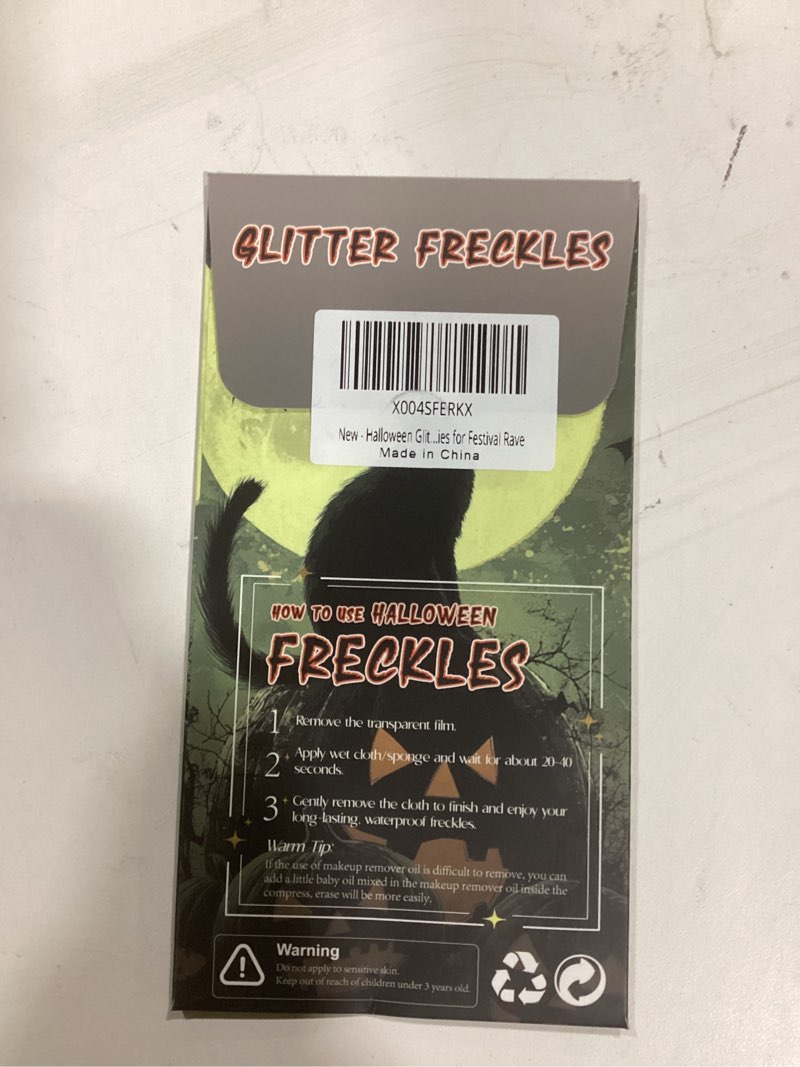 GLITTER FRECKLES
X004SFERKX
New - Halloween Glit...ies for Festival Rave
Made in China
HOW TO USE HALLOWEEN
FRECKLES
1 Remove the transparent film.
2 Apply wet cloth/sponge and wait for about 20-40
seconds.
3 Gently remove the cloth to finish and enjoy your
long-lasting, waterproof freckles.
Warm Tip:
If the use of makeup remover oil is difficult to remove, you can
add a little baby oil mixed in the makeup remover oil inside the
compress, erase will be more easily.
Warning
Do not apply to sensitive skin.
Keep out of reach of children under 3 years old.